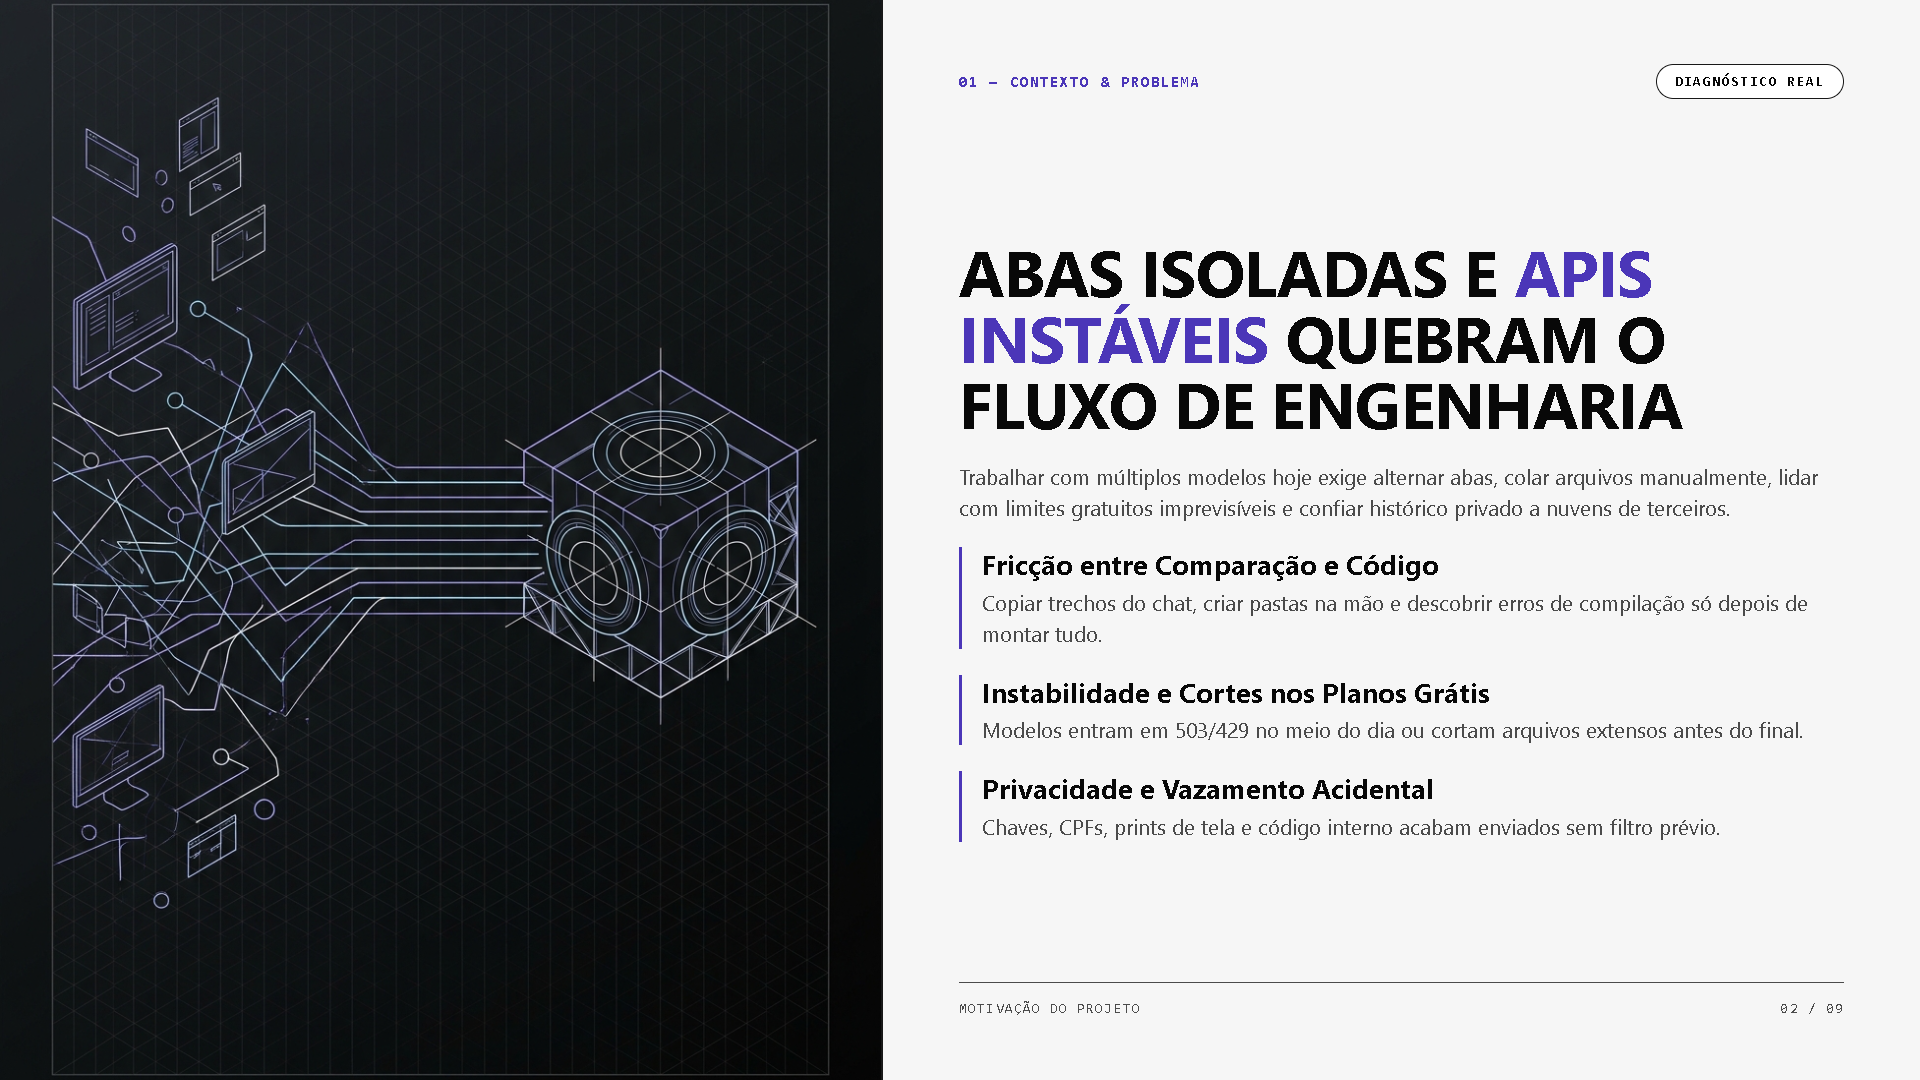 01 — CONTEXTO & PROBLEMA
DIAGNÓSTICO REAL
ABAS ISOLADAS E APIS
INSTÁVEIS QUEBRAM O
FLUXO DE ENGENHARIA
Trabalhar com múltiplos modelos hoje exige alternar abas, colar arquivos manualmente, lidar
com limites gratuitos imprevisíveis e confiar histórico privado a nuvens de terceiros.
Fricção entre Comparação e Código
Copiar trechos do chat, criar pastas na mão e descobrir erros de compilação só depois de
montar tudo.
Instabilidade e Cortes nos Planos Grátis
Modelos entram em 503/429 no meio do dia ou cortam arquivos extensos antes do final.
Privacidade e Vazamento Acidental
Chaves, CPFs, prints de tela e código interno acabam enviados sem filtro prévio.
MOTIVAÇÃO DO PROJETO
02 / 09